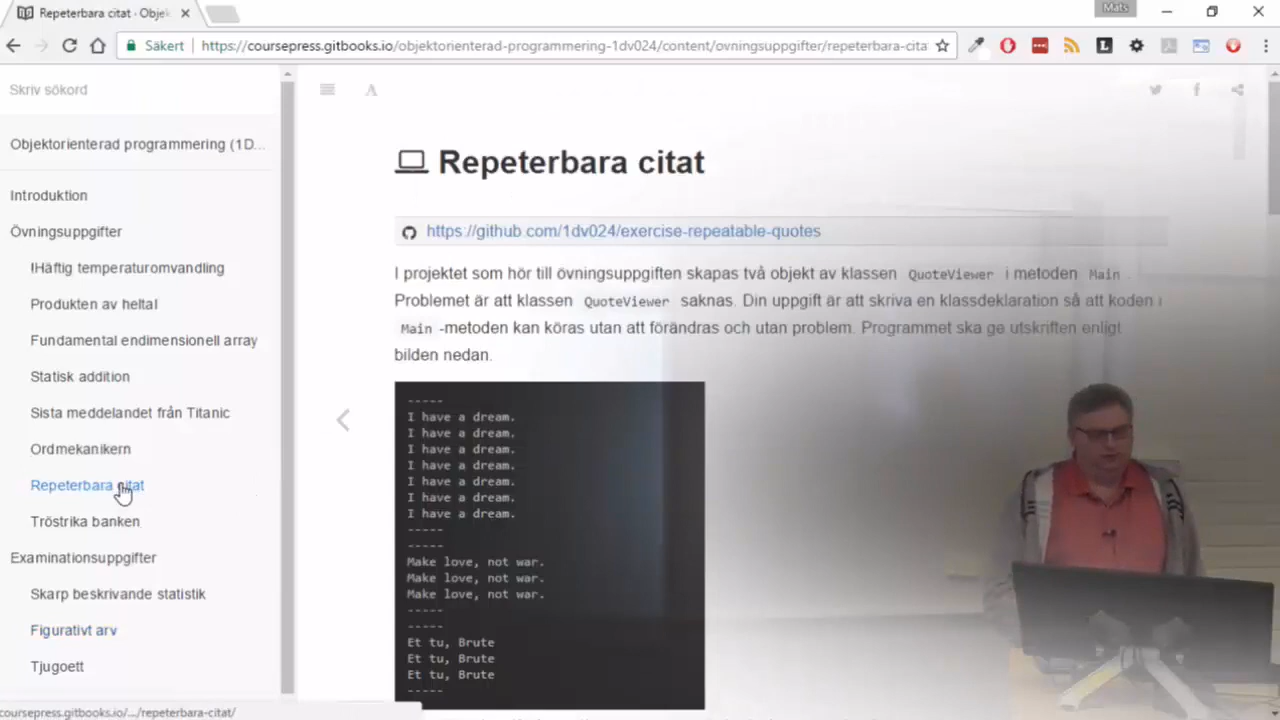 Repeterbara citat · Obje
Mats
Säkert
https://coursepress.gitbooks.io/objektorienterad-programmering-1dv024/content/ovningsuppgifter/repeterbara-cita
Skriv sökord
A
Objektorienterad programmering (1D...
Introduktion
Övningsuppgifter
!Häftig temperaturomvandling
Produkten av heltal
Fundamental endimensionell array
Statisk addition
Sista meddelandet från Titanic
Ordmekanikern
Repeterbara citat
Tröstrika banken
Examinationsuppgifter
Skarp beskrivande statistik
Figurativt arv
Tjugoett
coursepress.gitbooks.io/.../repeterbara-citat/
Repeterbara citat
https://github.com/1dv024/exercise-repeatable-quotes
I projektet som hör till övningsuppgiften skapas två objekt av klassen QuoteViewer i metoden Main .
Problemet är att klassen QuoteViewer saknas. Din uppgift är att skriva en klassdeklaration så att koden i
Main -metoden kan köras utan att förändras och utan problem. Programmet ska ge utskriften enligt
bilden nedan.
-----
I have a dream.
I have a dream.
I have a dream.
I have a dream.
I have a dream.
I have a dream.
I have a dream.
-----
-----
Make love, not war.
Make love, not war.
Make love, not war.
-----
-----
Et tu, Brute
Et tu, Brute
Et tu, Brute
-----